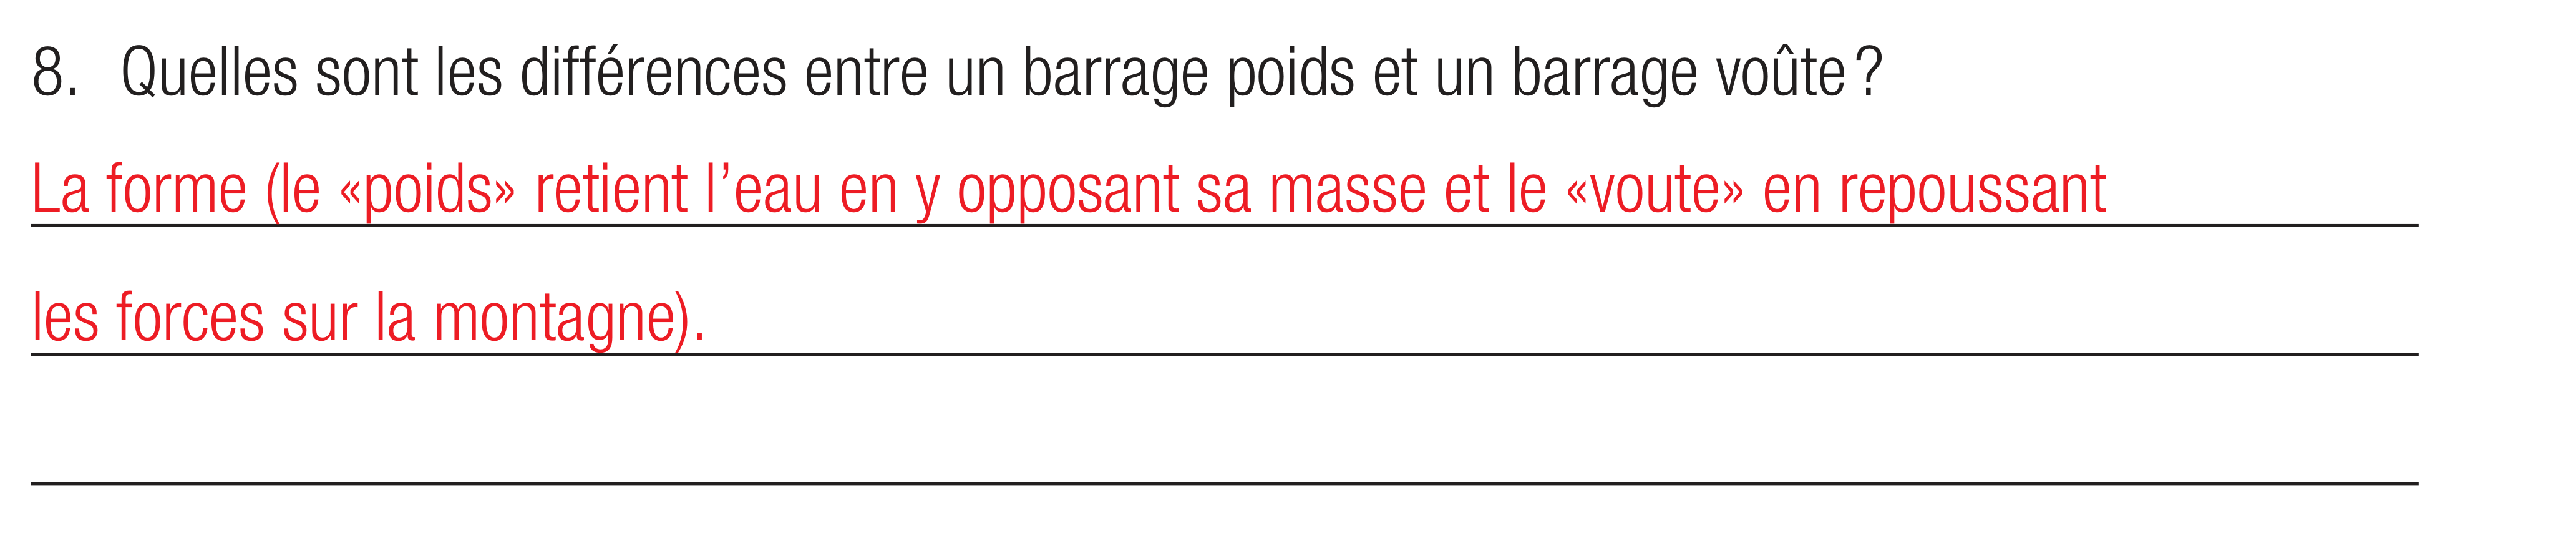 8. Quelles sont les différences entre un barrage poids et un barrage voûte ?
La forme (le «poids» retient l’eau en y opposant sa masse et le «voute» en repoussant
les forces sur la montagne).